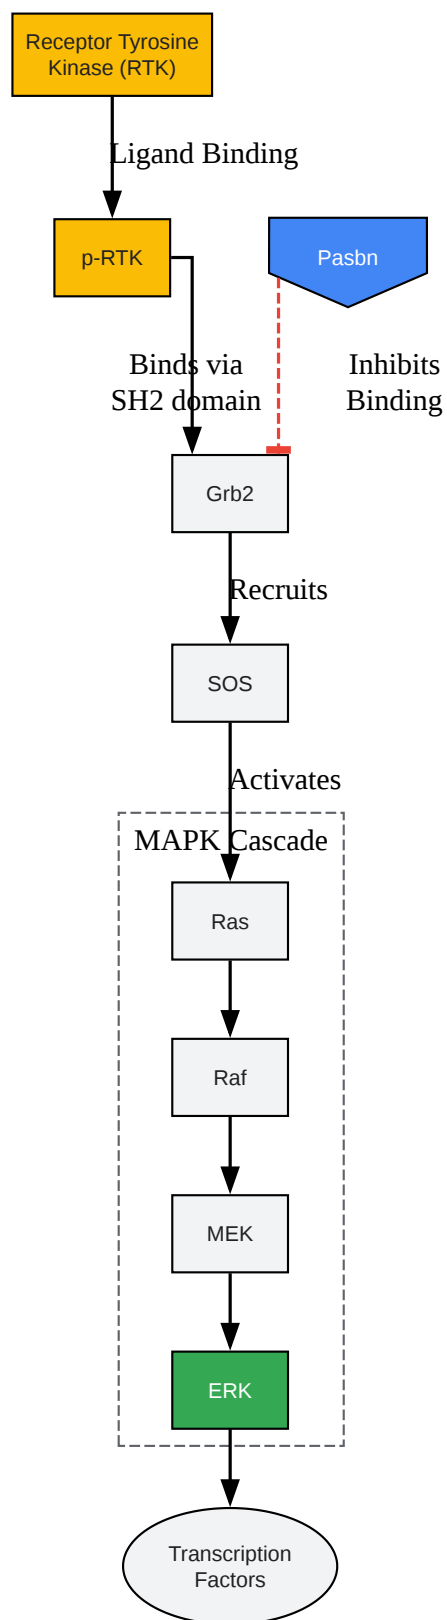 Receptor Tyrosine
Kinase (RTK)
Ligand Binding
p-RTK
Pasbn
Binds via
SH2 domain
Inhibits
Binding
Grb2
Recruits
SOS
Activates
MAPK Cascade
Ras
Raf
MEK
ERK
Transcription
Factors